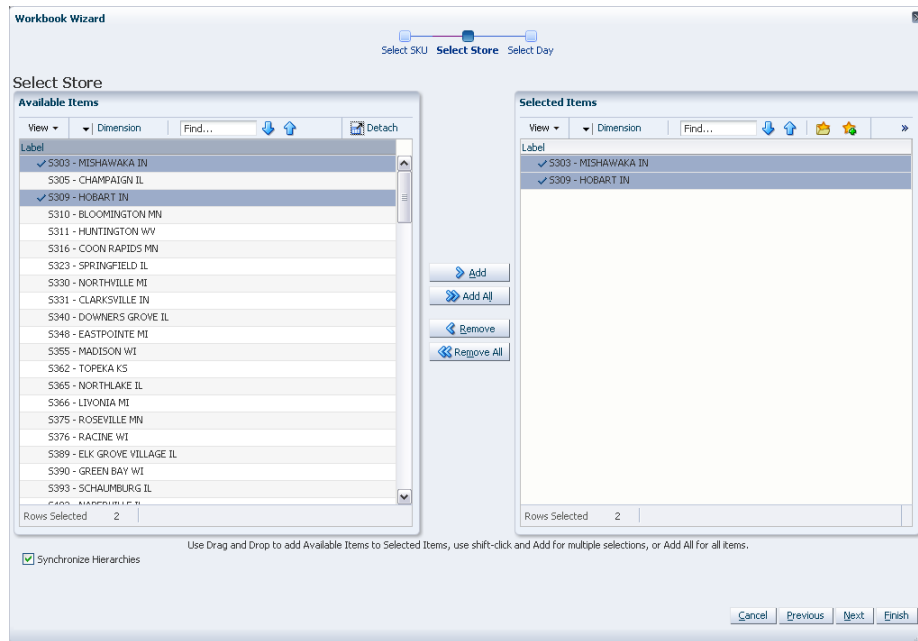 Workbook Wizard
Select SKU Select Store Select Day
Select Store
Available Items
View Dimension Find... Detach
Label
S303 - MISHAWAKA IN
S305 - CHAMPAIGN IL
S309 - HOBART IN
S310 - BLOOMINGTON MN
S311 - HUNTINGTON WV
S316 - COON RAPIDS MN
S323 - SPRINGFIELD IL
S330 - NORTHVILLE MI
S331 - CLARKSVILLE IN
S340 - DOWNERS GROVE IL
S348 - EASTPOINTE MI
S355 - MADISON WI
S362 - TOPEKA KS
S365 - NORTHLAKE IL
S366 - LIVONIA MI
S375 - ROSEVILLE MN
S376 - RACINE WI
S389 - ELK GROVE VILLAGE IL
S390 - GREEN BAY WI
S393 - SCHAUMBURG IL
Rows Selected 2
Add
Add All
Remove
Remove All
Selected Items
View Dimension Find... »
Label
S303 - MISHAWAKA IN
S309 - HOBART IN
Rows Selected 2
Use Drag and Drop to add Available Items to Selected Items, use shift-click and Add for multiple selections, or Add All for all items.
Synchronize Hierarchies
Cancel Previous Next Finish